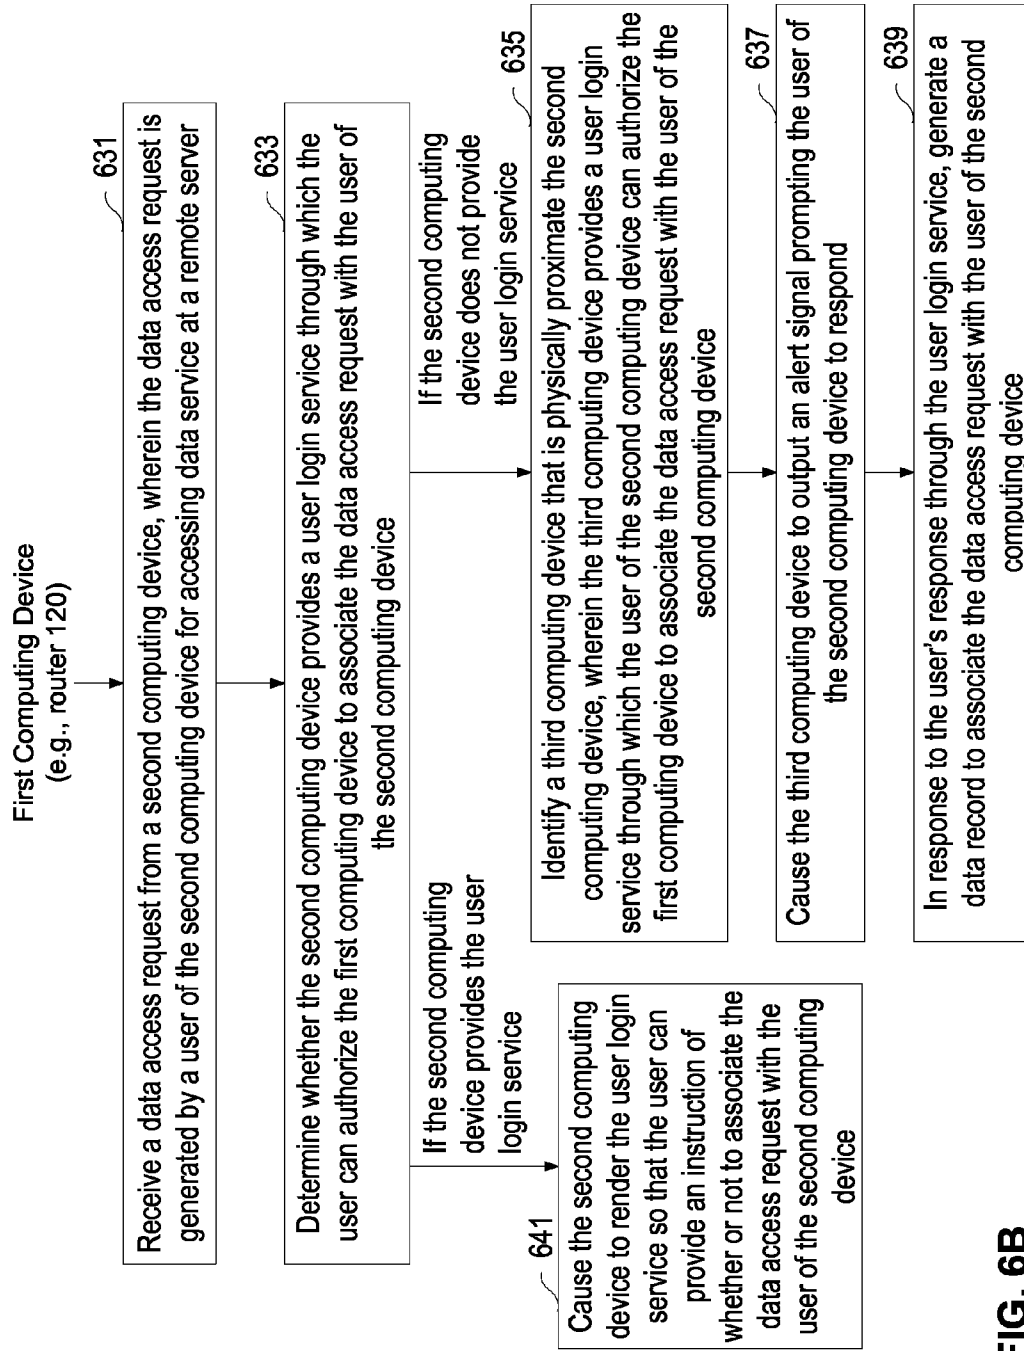 First Computing Device
(e.g., router 120)
631
Receive a data access request from a second computing device, wherein the data access request is
generated by a user of the second computing device for accessing data service at a remote server
633
Determine whether the second computing device provides a user login service through which the
user can authorize the first computing device to associate the data access request with the user of
the second computing device
If the second computing
device provides the user
login service
If the second computing
device does not provide
the user login service
641
Cause the second computing
device to render the user login
service so that the user can
provide an instruction of
whether or not to associate the
data access request with the
user of the second computing
device
635
Identify a third computing device that is physically proximate the second
computing device, wherein the third computing device provides a user login
service through which the user of the second computing device can authorize the
first computing device to associate the data access request with the user of the
second computing device
637
Cause the third computing device to output an alert signal prompting the user of
the second computing device to respond
639
In response to the user's response through the user login service, generate a
data record to associate the data access request with the user of the second
computing device
FIG. 6B